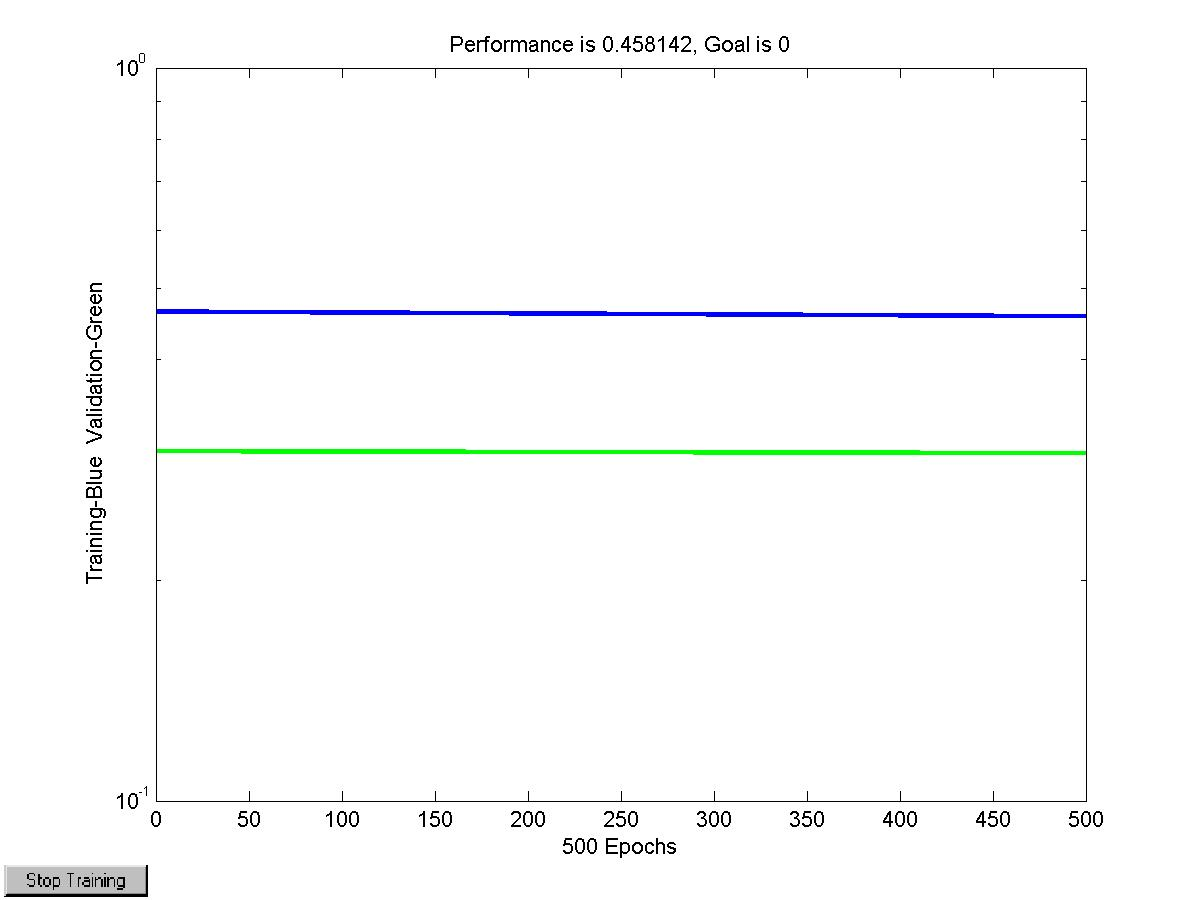 Performance is 0.458142, Goal is 0
10^0
Training-Blue Validation-Green
10^-1
0 50 100 150 200 250 300 350 400 450 500
500 Epochs
Stop Training